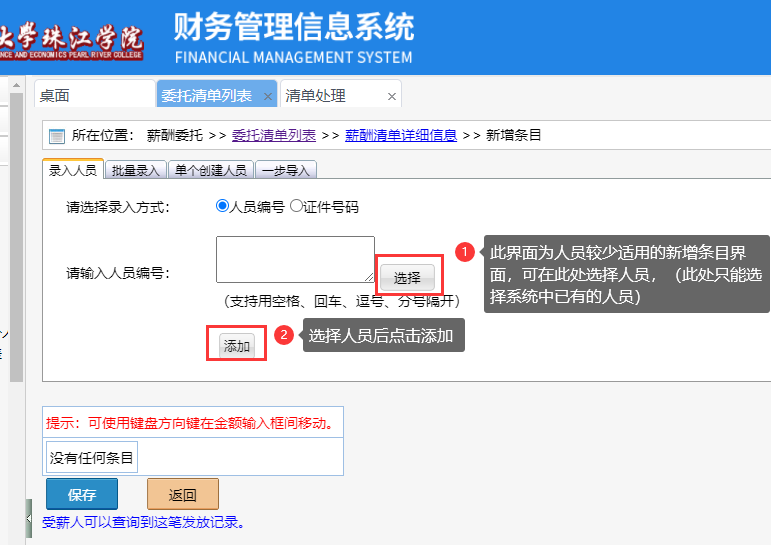 大學珠江学院
NCE AND ECONOMICS PEARL RIVER COLLEGE
财务管理信息系统
FINANCIAL MANAGEMENT SYSTEM
桌面
委托清单列表 ×
清单处理 ×
所在位置： 薪酬委托 >> 委托清单列表 >> 薪酬清单详细信息 >> 新增条目
录入人员 批量录入 单个创建人员 一步导入
请选择录入方式： 人员编号 证件号码
请输入人员编号： 选择
（支持用空格、回车、逗号、分号隔开）
1 此界面为人员较少适用的新增条目界
面，可在此处选择人员，（此处只能选
择系统中已有的人员）
添加
2 选择人员后点击添加
提示：可使用键盘方向键在金额输入框间移动。
没有任何条目
保存 返回
受薪人可以查询到这笔发放记录。